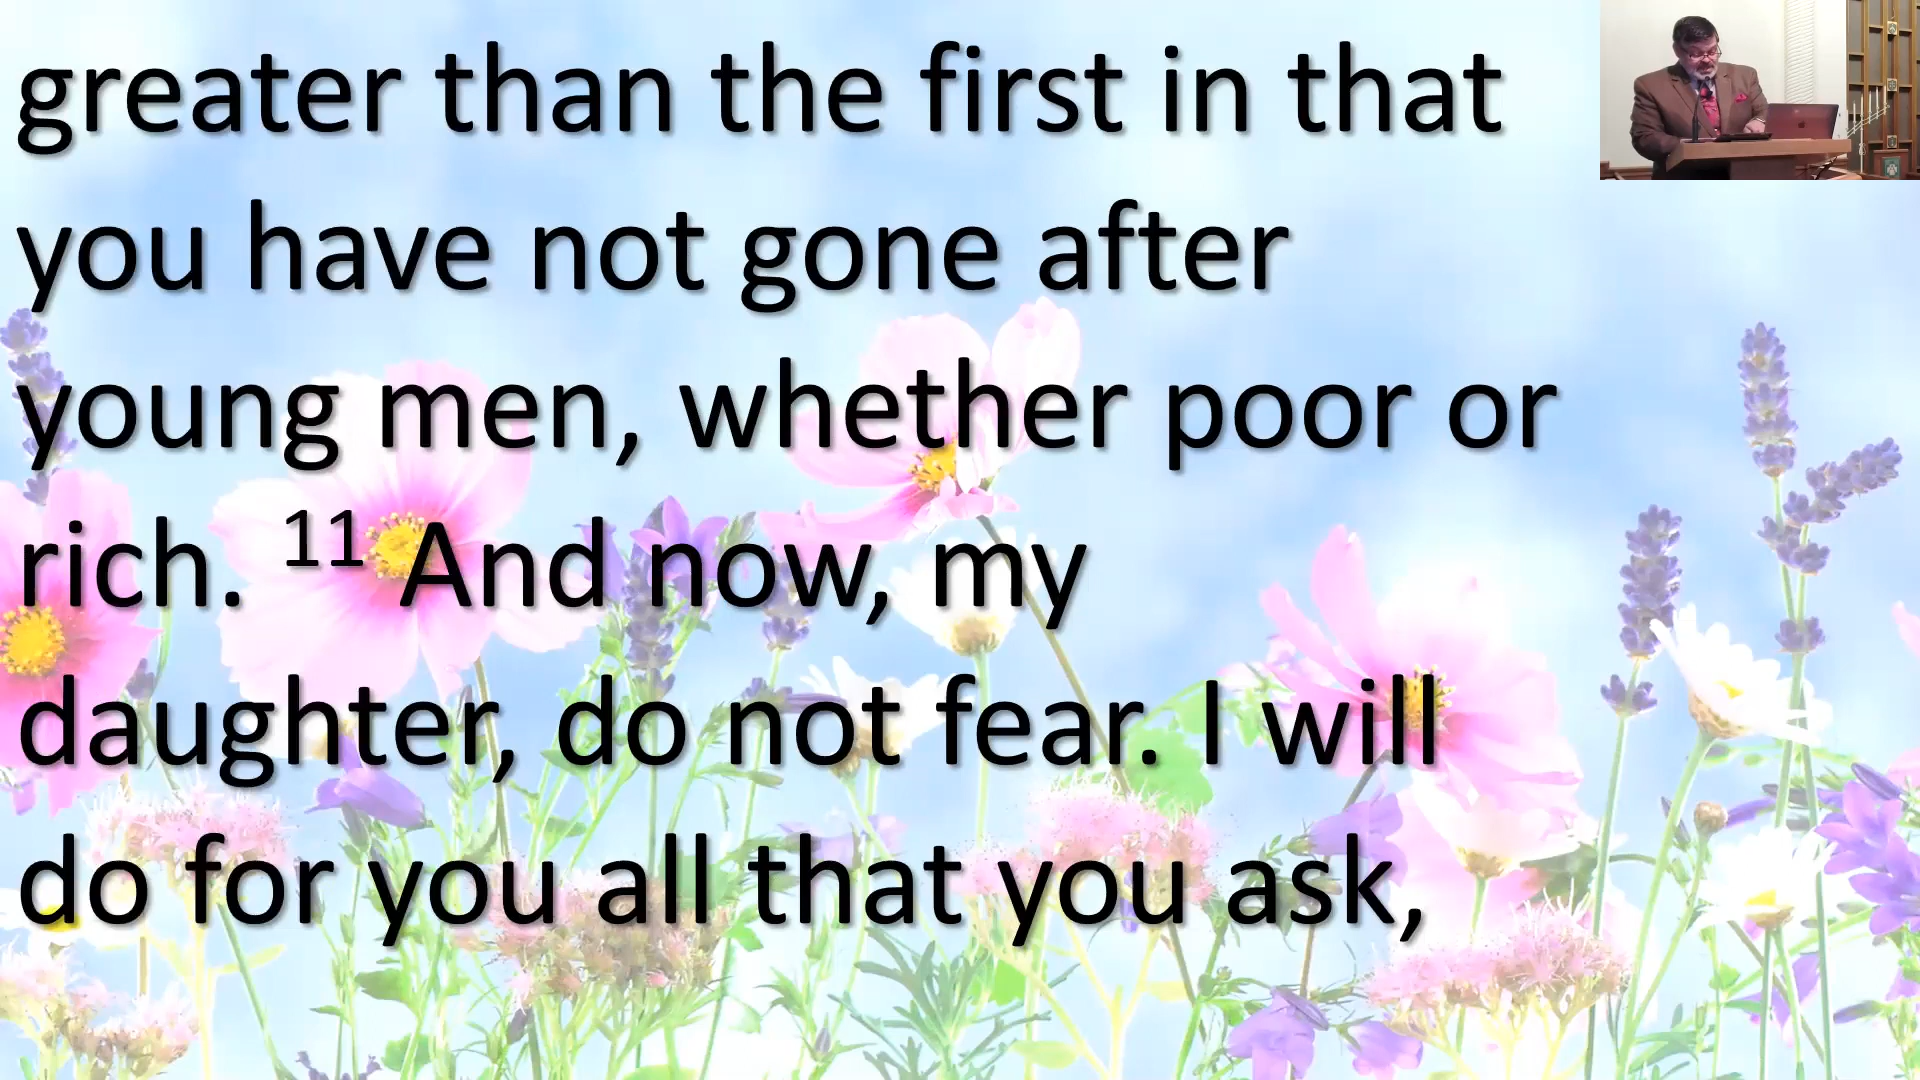 greater than the first in that
you have not gone after
young men, whether poor or
rich. 11 And now, my
daughter, do not fear. I will
do for you all that you ask,